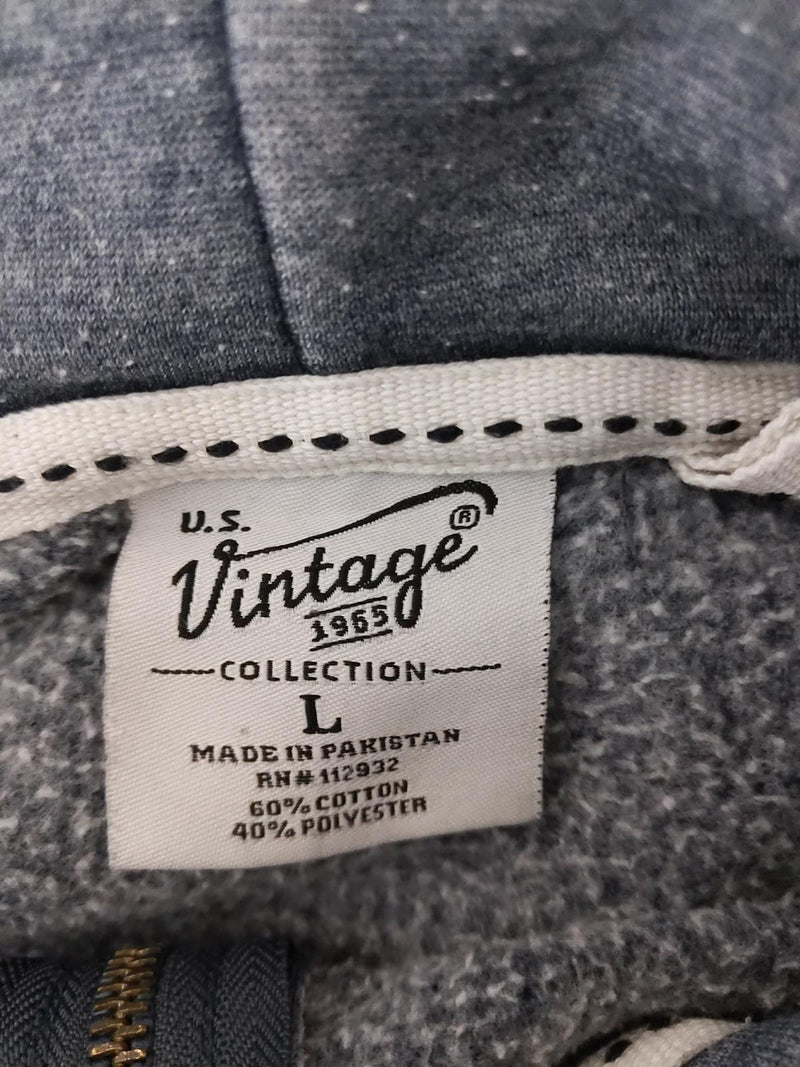 U.S.
Vintage®
1965
COLLECTION
L
MADE IN PAKISTAN
RN# 112932
60% COTTON
40% POLYESTER